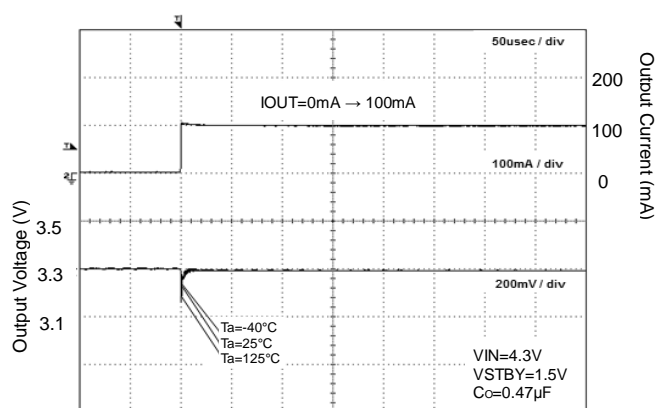 50usec / div
200
IOUT=0mA → 100mA
100
100mA / div
0
Output Current (mA)
Output Voltage (V)
3.5
3.3
3.1
200mV / div
Ta=-40°C
Ta=25°C
Ta=125°C
VIN=4.3V
VSTBY=1.5V
Co=0.47µF
T
T
2